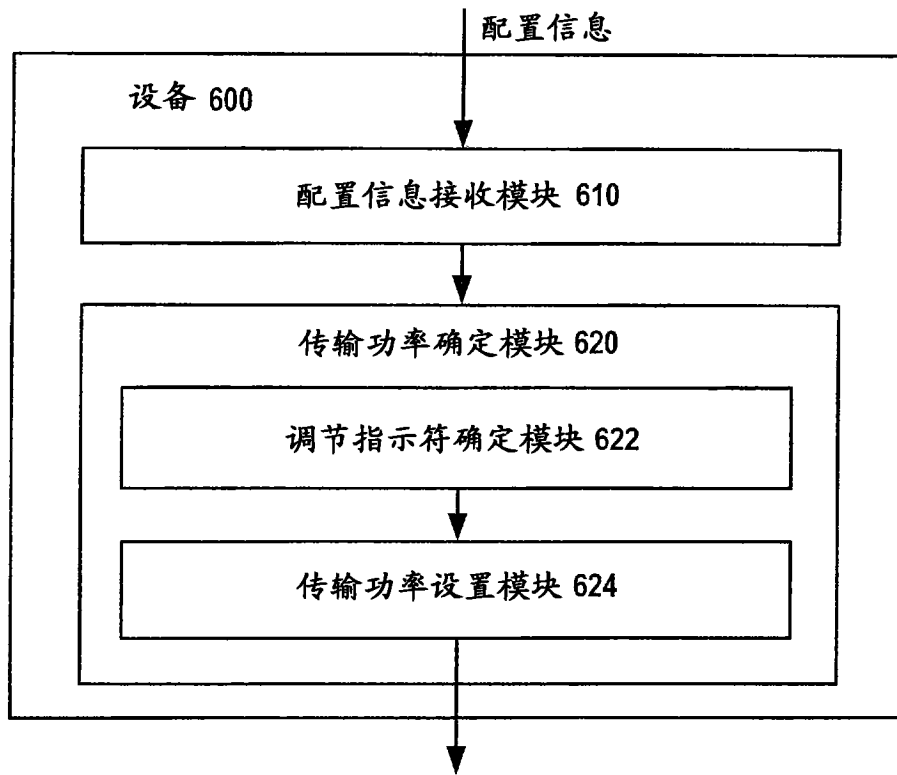 配置信息
设备 600
配置信息接收模块 610
传输功率确定模块 620
调节指示符确定模块 622
传输功率设置模块 624